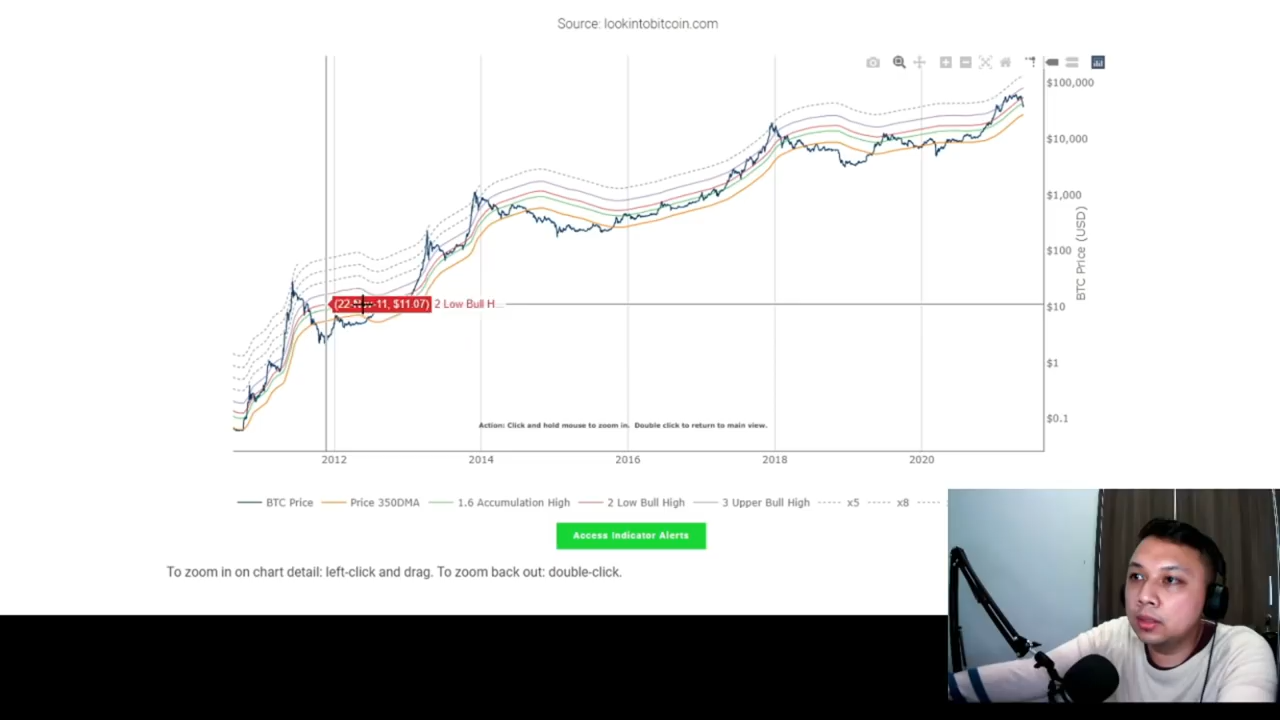 Source: lookintobitcoin.com
$100,000
$10,000
$1,000
$100
$10
$1
$0.1
BTC Price (USD)
-11, $11.07) 2 Low Bull H...
Action: Click and hold mouse to zoom in. Double click to return to main view.
2012 2014 2016 2018 2020
BTC Price Price 350DMA 1.6 Accumulation High 2 Low Bull High 3 Upper Bull High x5 x8
Access Indicator Alerts
To zoom in on chart detail: left-click and drag. To zoom back out: double-click.